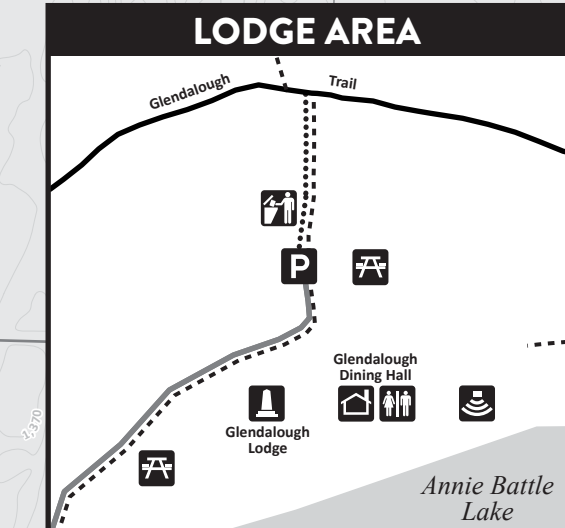 LODGE AREA
Glendalough
Trail
P
Glendalough
Dining Hall
Glendalough
Lodge
1,370
Annie Battle
Lake